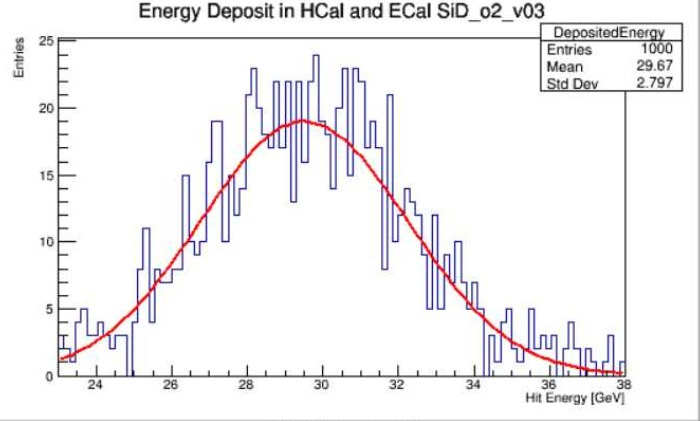 Energy Deposit in HCal and ECal SiD_o2_v03
DepositedEnergy
Entries 1000
Mean 29.67
Std Dev 2.797
Entries
25
20
15
10
5
0
24 26 28 30 32 34 36 38
Hit Energy [GeV]